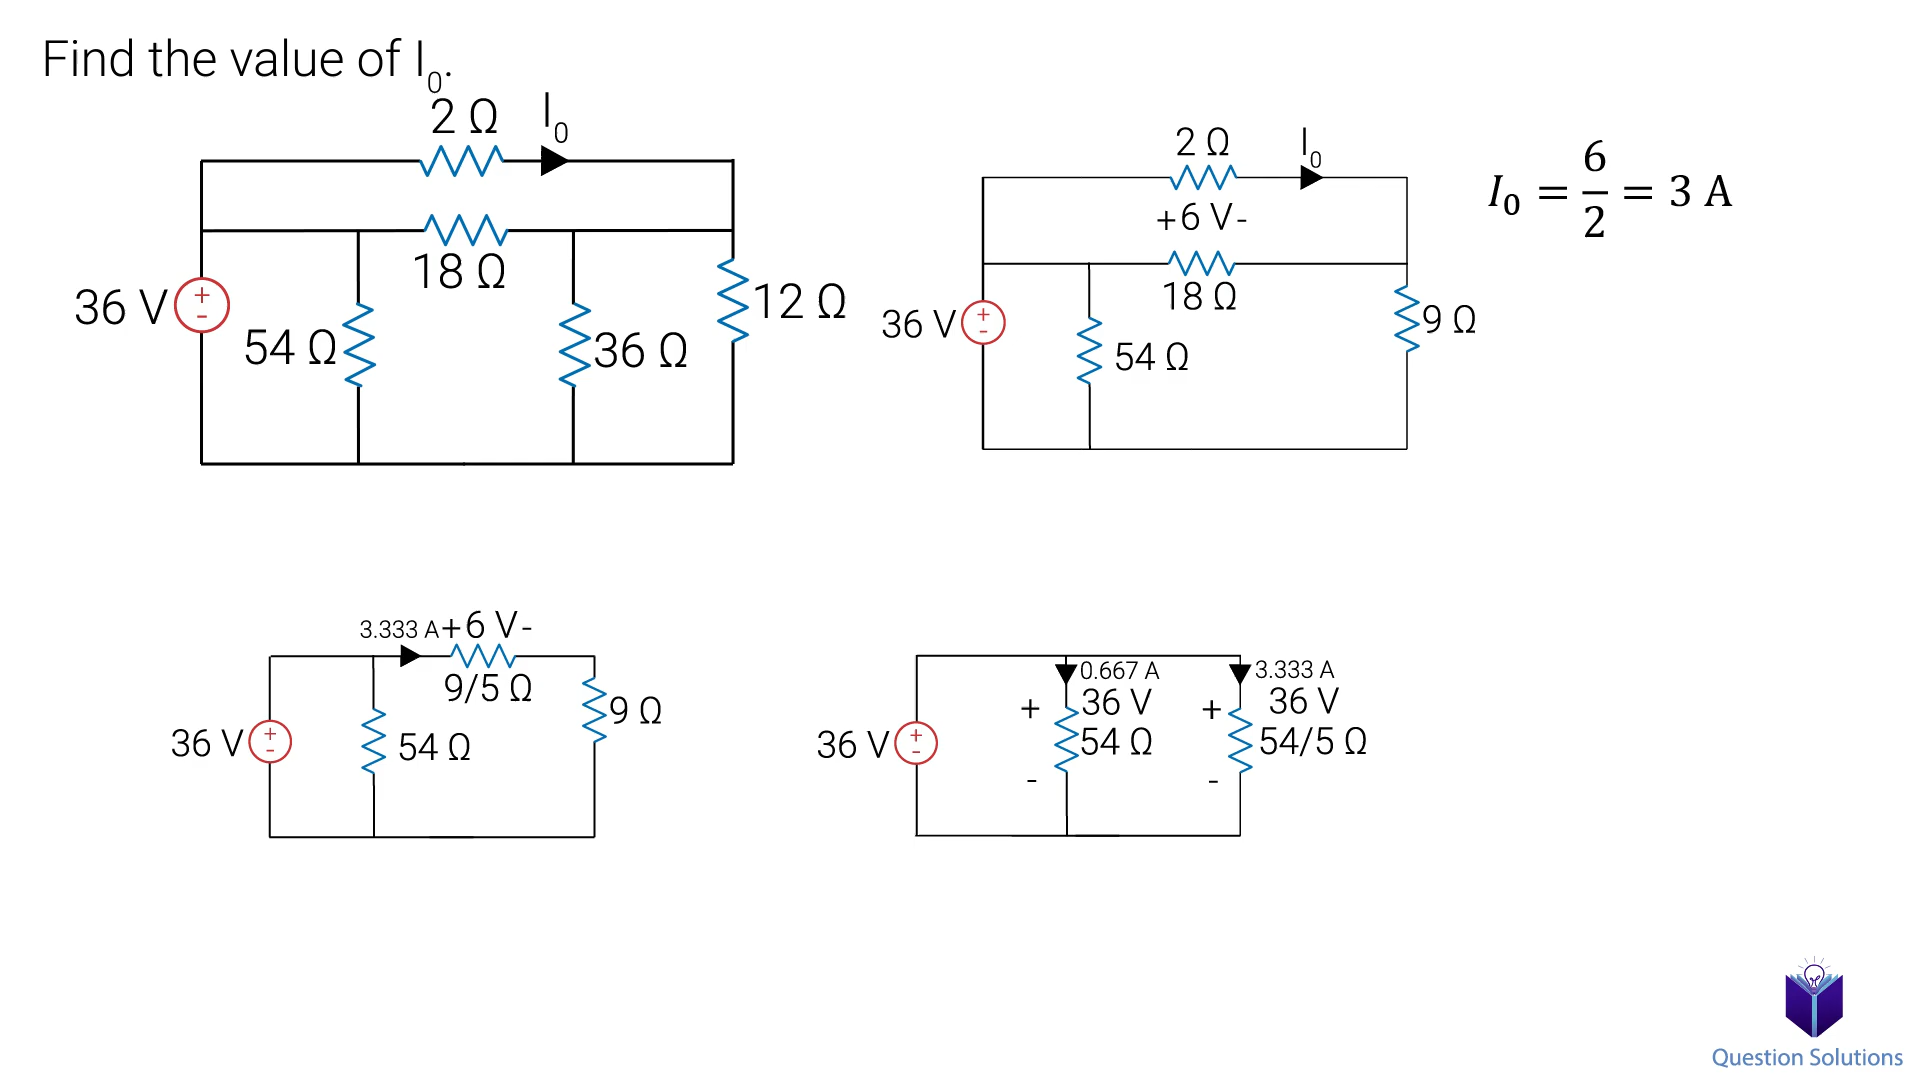 Find the value of I₀.
2 Ω
I₀
18 Ω
36 V
+
-
54 Ω
36 Ω
12 Ω
2 Ω
I₀
+6 V-
18 Ω
36 V
+
-
54 Ω
9 Ω
I₀ = 6/2 = 3 A
3.333 A
+6 V-
9/5 Ω
36 V
+
-
54 Ω
9 Ω
36 V
+
-
0.667 A
+
36 V
54 Ω
-
3.333 A
+
36 V
54/5 Ω
-
Question Solutions